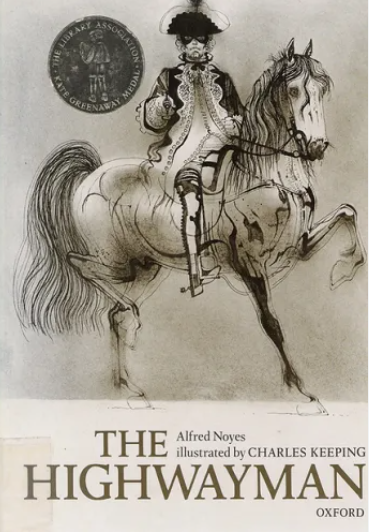 THE LIBRARY ASSOCIATION
KATE GREENAWAY MEDAL
THE
Alfred Noyes
illustrated by CHARLES KEEPING
HIGHWAYMAN
OXFORD